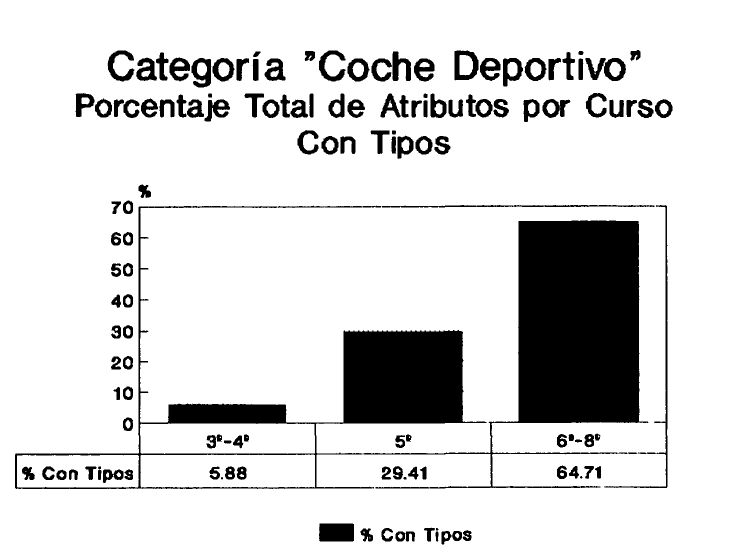 Categoría "Coche Deportivo"
Porcentaje Total de Atributos por Curso
Con Tipos
%
70
60
50
40
30
20
10
0
3º-4º 5º 6º-8º
% Con Tipos 5.88 29.41 64.71
% Con Tipos